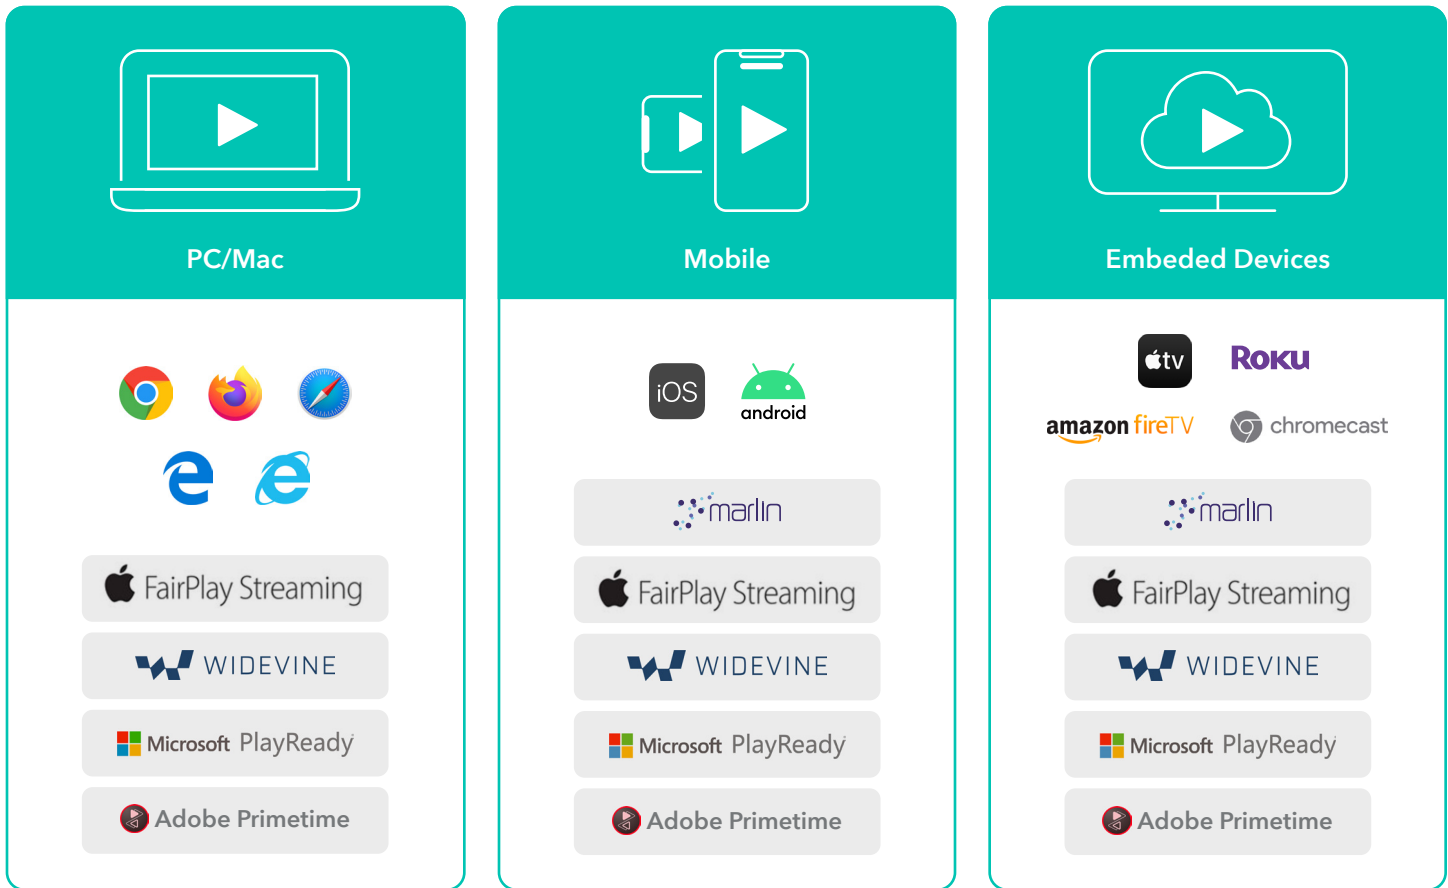 PC/Mac
FairPlay Streaming
WIDEVINE
Microsoft PlayReady
Adobe Primetime
Mobile
iOS
android
marlin
FairPlay Streaming
WIDEVINE
Microsoft PlayReady
Adobe Primetime
Embeded Devices
tv
ROKU
amazon fireTV
chromecast
marlin
FairPlay Streaming
WIDEVINE
Microsoft PlayReady
Adobe Primetime